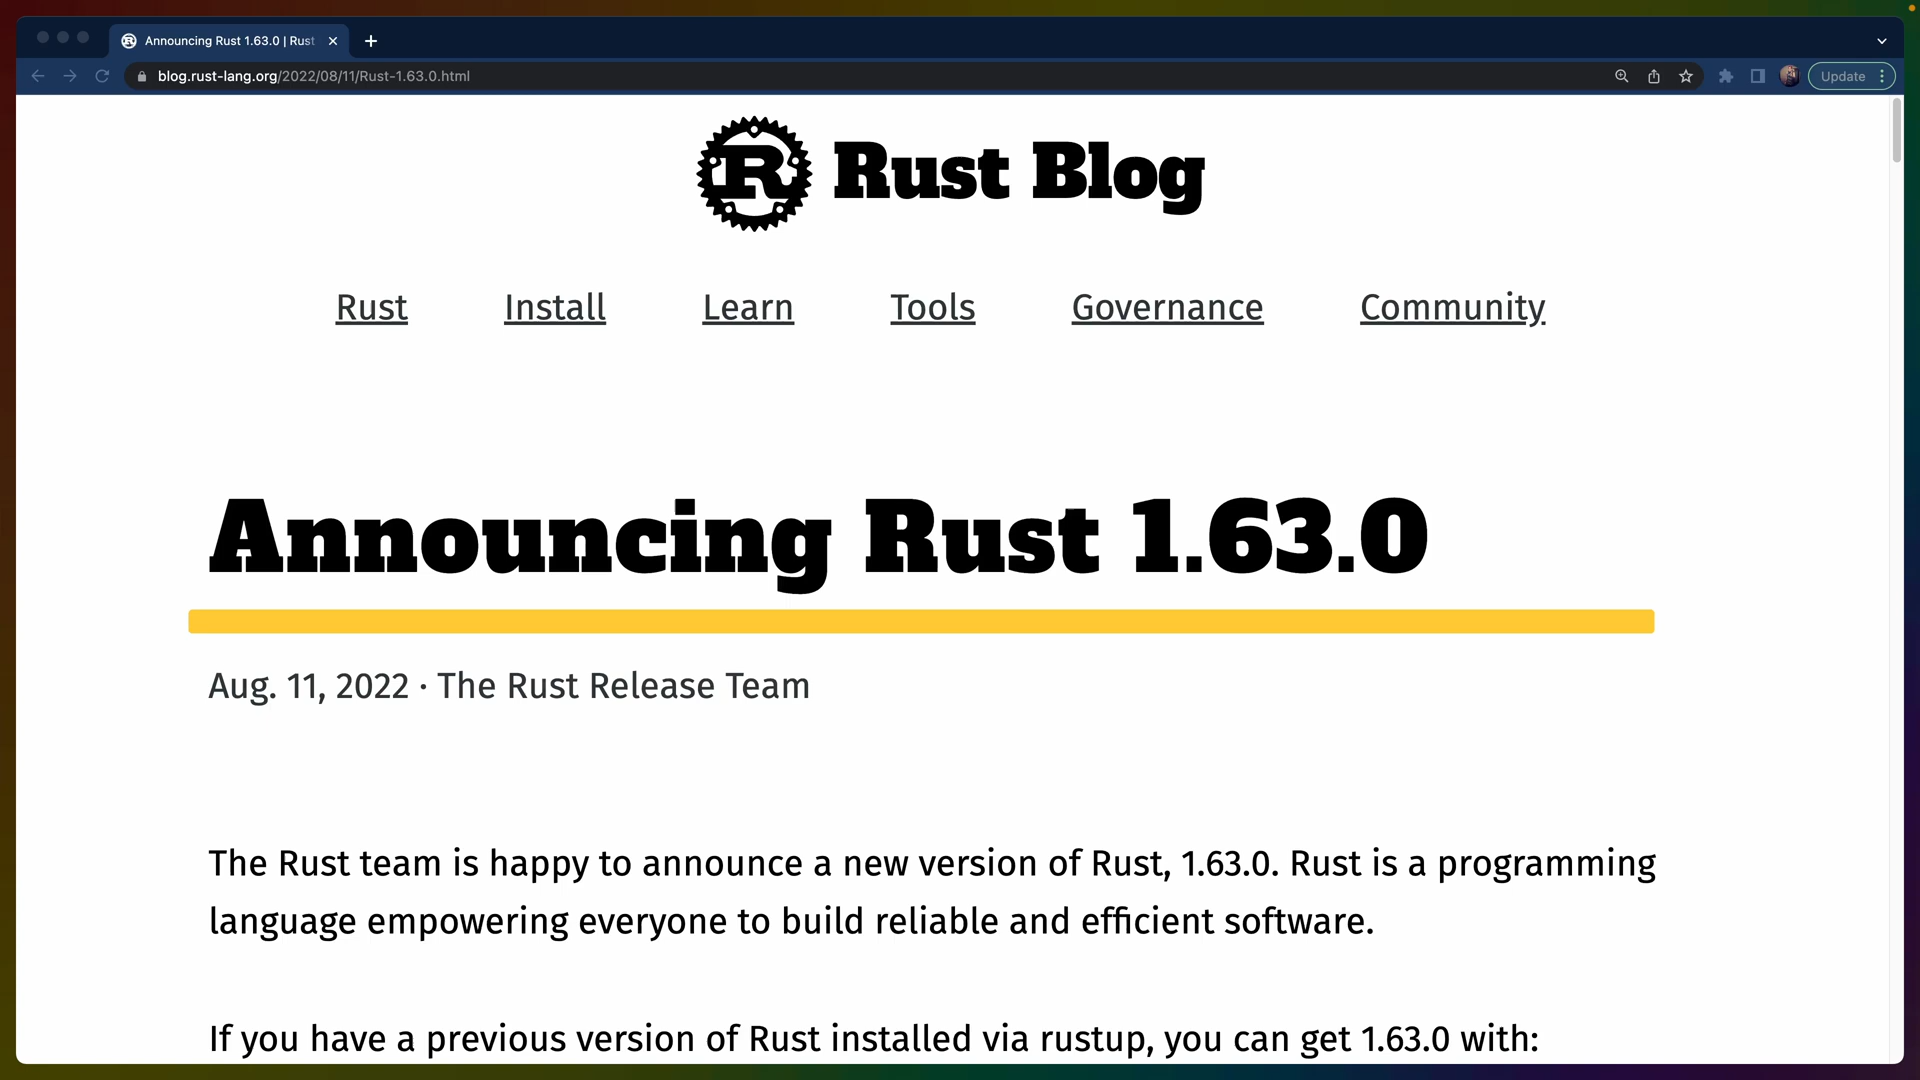 Announcing Rust 1.63.0 | Rust
blog.rust-lang.org/2022/08/11/Rust-1.63.0.html
Update
R Rust Blog
Rust Install Learn Tools Governance Community
Announcing Rust 1.63.0
Aug. 11, 2022 · The Rust Release Team
The Rust team is happy to announce a new version of Rust, 1.63.0. Rust is a programming
language empowering everyone to build reliable and efficient software.
If you have a previous version of Rust installed via rustup, you can get 1.63.0 with: